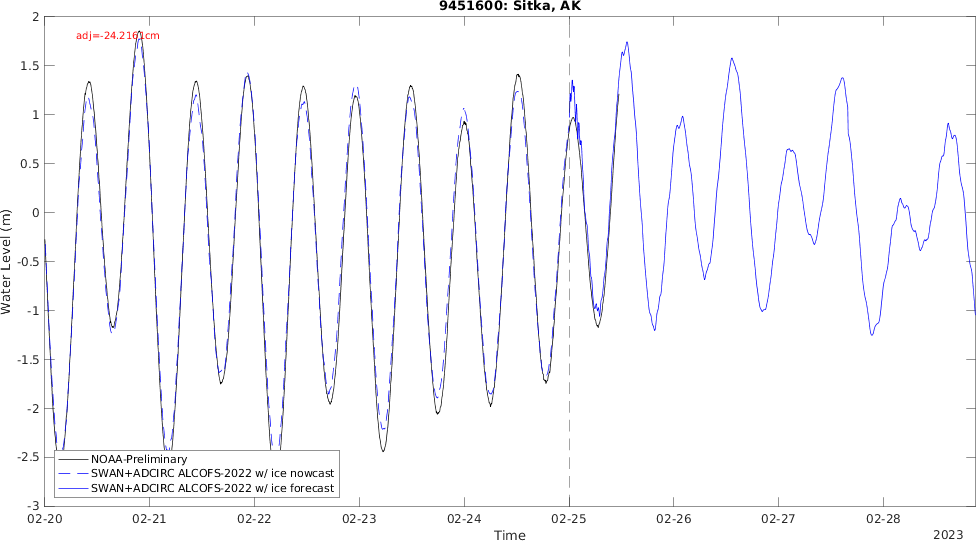 9451600: Sitka, AK
adj=-24.2161cm
Water Level (m)
2
1.5
1
0.5
0
-0.5
-1
-1.5
-2
-2.5
-3
NOAA-Preliminary
SWAN+ADCIRC ALCOFS-2022 w/ ice nowcast
SWAN+ADCIRC ALCOFS-2022 w/ ice forecast
02-20 02-21 02-22 02-23 02-24 02-25 02-26 02-27 02-28
Time
2023